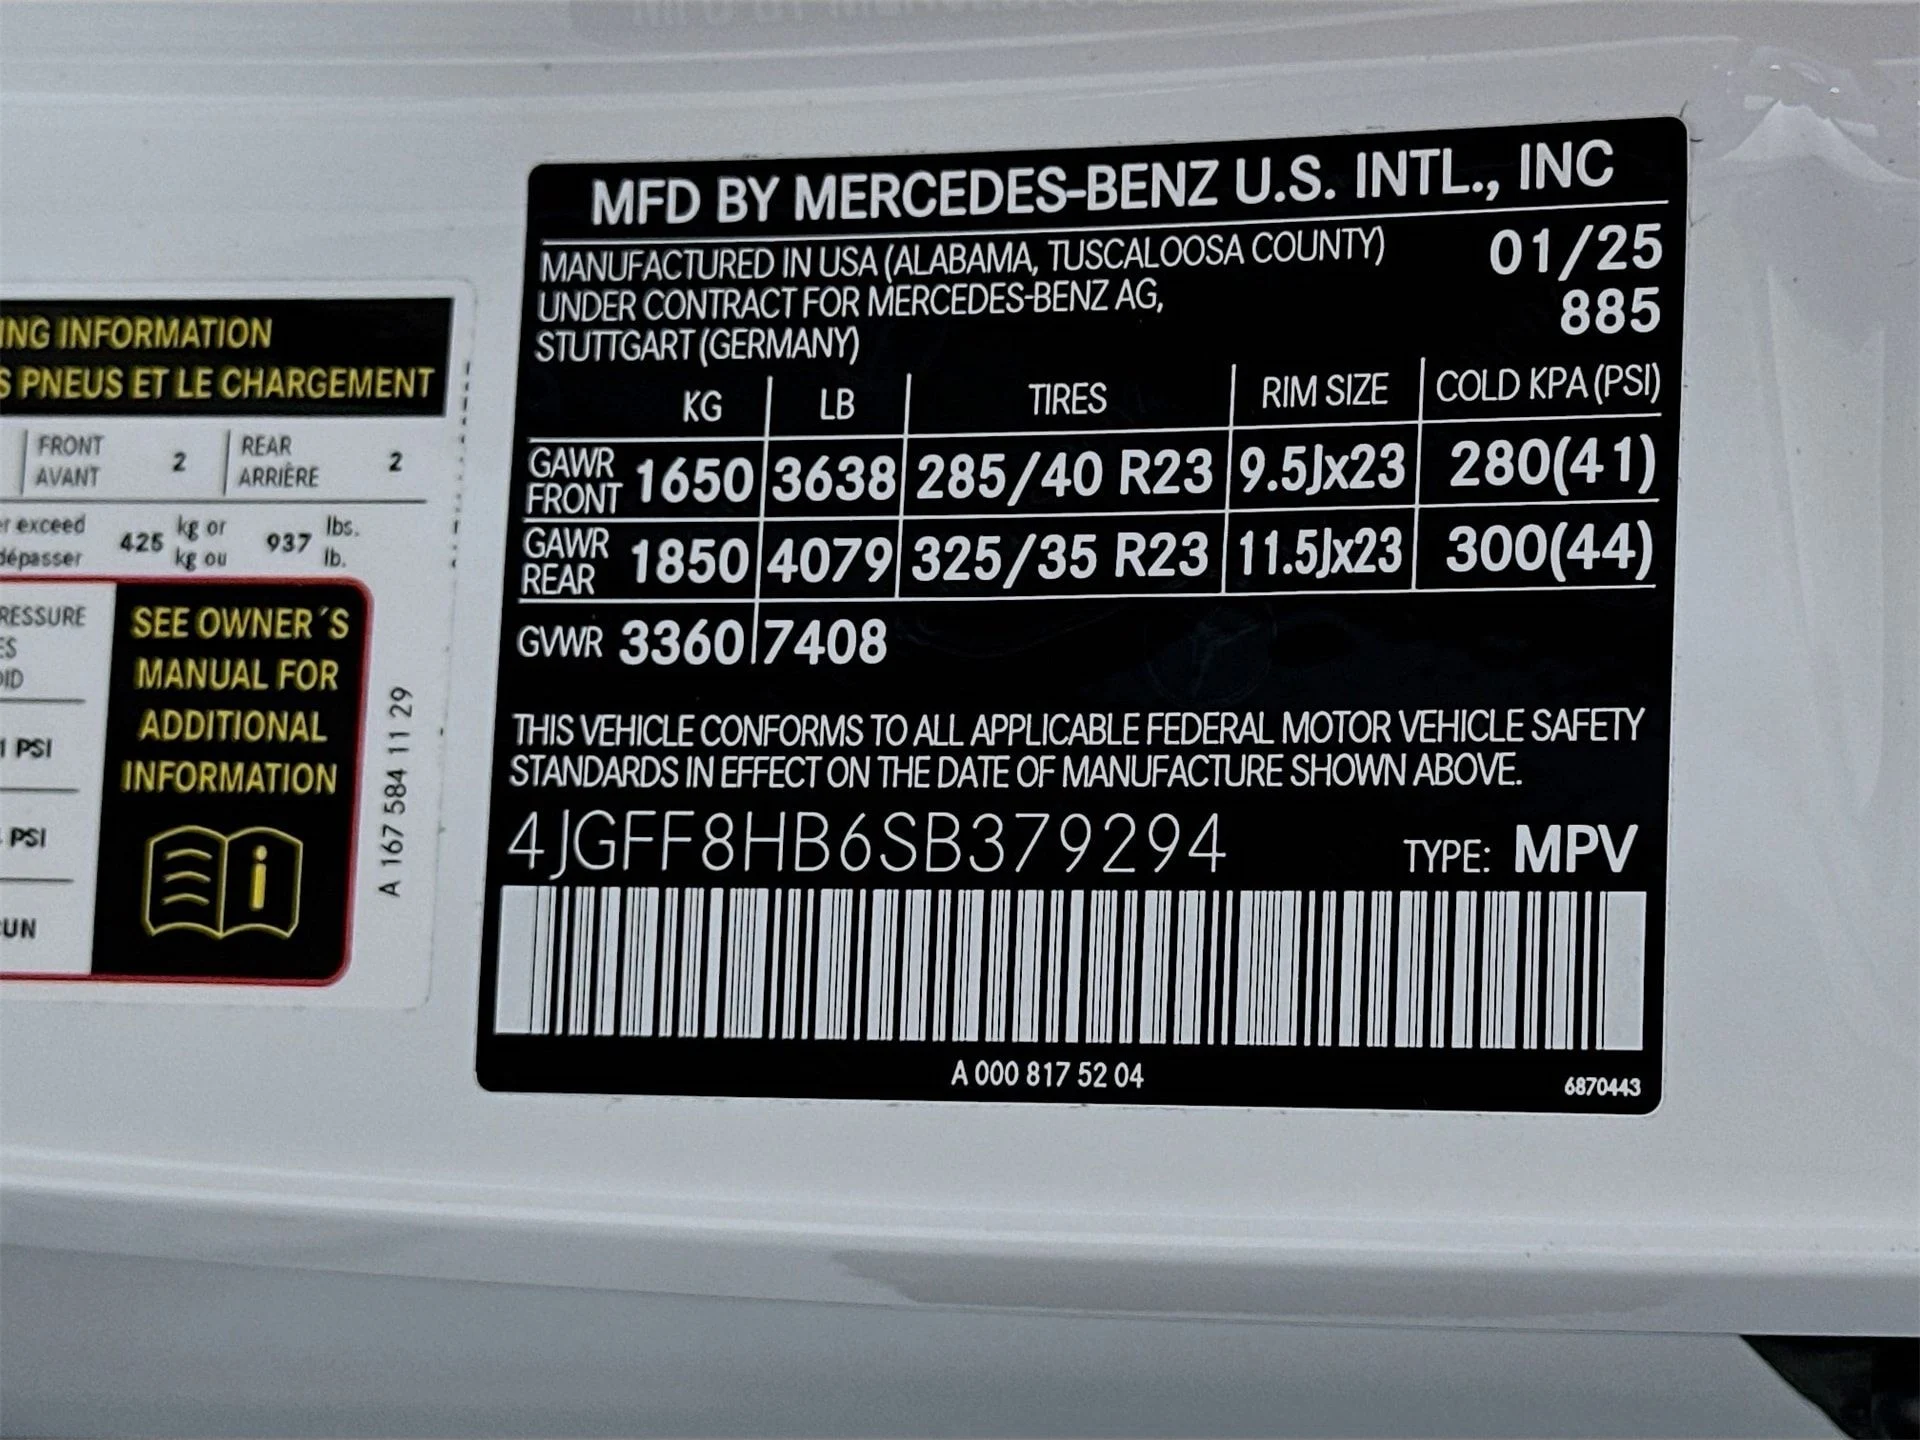 ING INFORMATION
S PNEUS ET LE CHARGEMENT
FRONT 2 REAR 2
AVANT ARRIÈRE
exceed 425 kg or 937 lbs.
dépasser kg ou lb.
RESSURE
ES
OID
1 PSI
PSI
UN
SEE OWNER´S
MANUAL FOR
ADDITIONAL
INFORMATION
A 167 584 11 29
MFD BY MERCEDES-BENZ U.S. INTL., INC
MANUFACTURED IN USA (ALABAMA, TUSCALOOSA COUNTY) 01/25
UNDER CONTRACT FOR MERCEDES-BENZ AG, 885
STUTTGART (GERMANY)
KG LB TIRES RIM SIZE COLD KPA (PSI)
GAWR FRONT 1650 3638 285/40 R23 9.5Jx23 280(41)
GAWR REAR 1850 4079 325/35 R23 11.5Jx23 300(44)
GVWR 3360 7408
THIS VEHICLE CONFORMS TO ALL APPLICABLE FEDERAL MOTOR VEHICLE SAFETY
STANDARDS IN EFFECT ON THE DATE OF MANUFACTURE SHOWN ABOVE.
4JGFF8HB6SB379294 TYPE: MPV
A 000 817 52 04
6870443